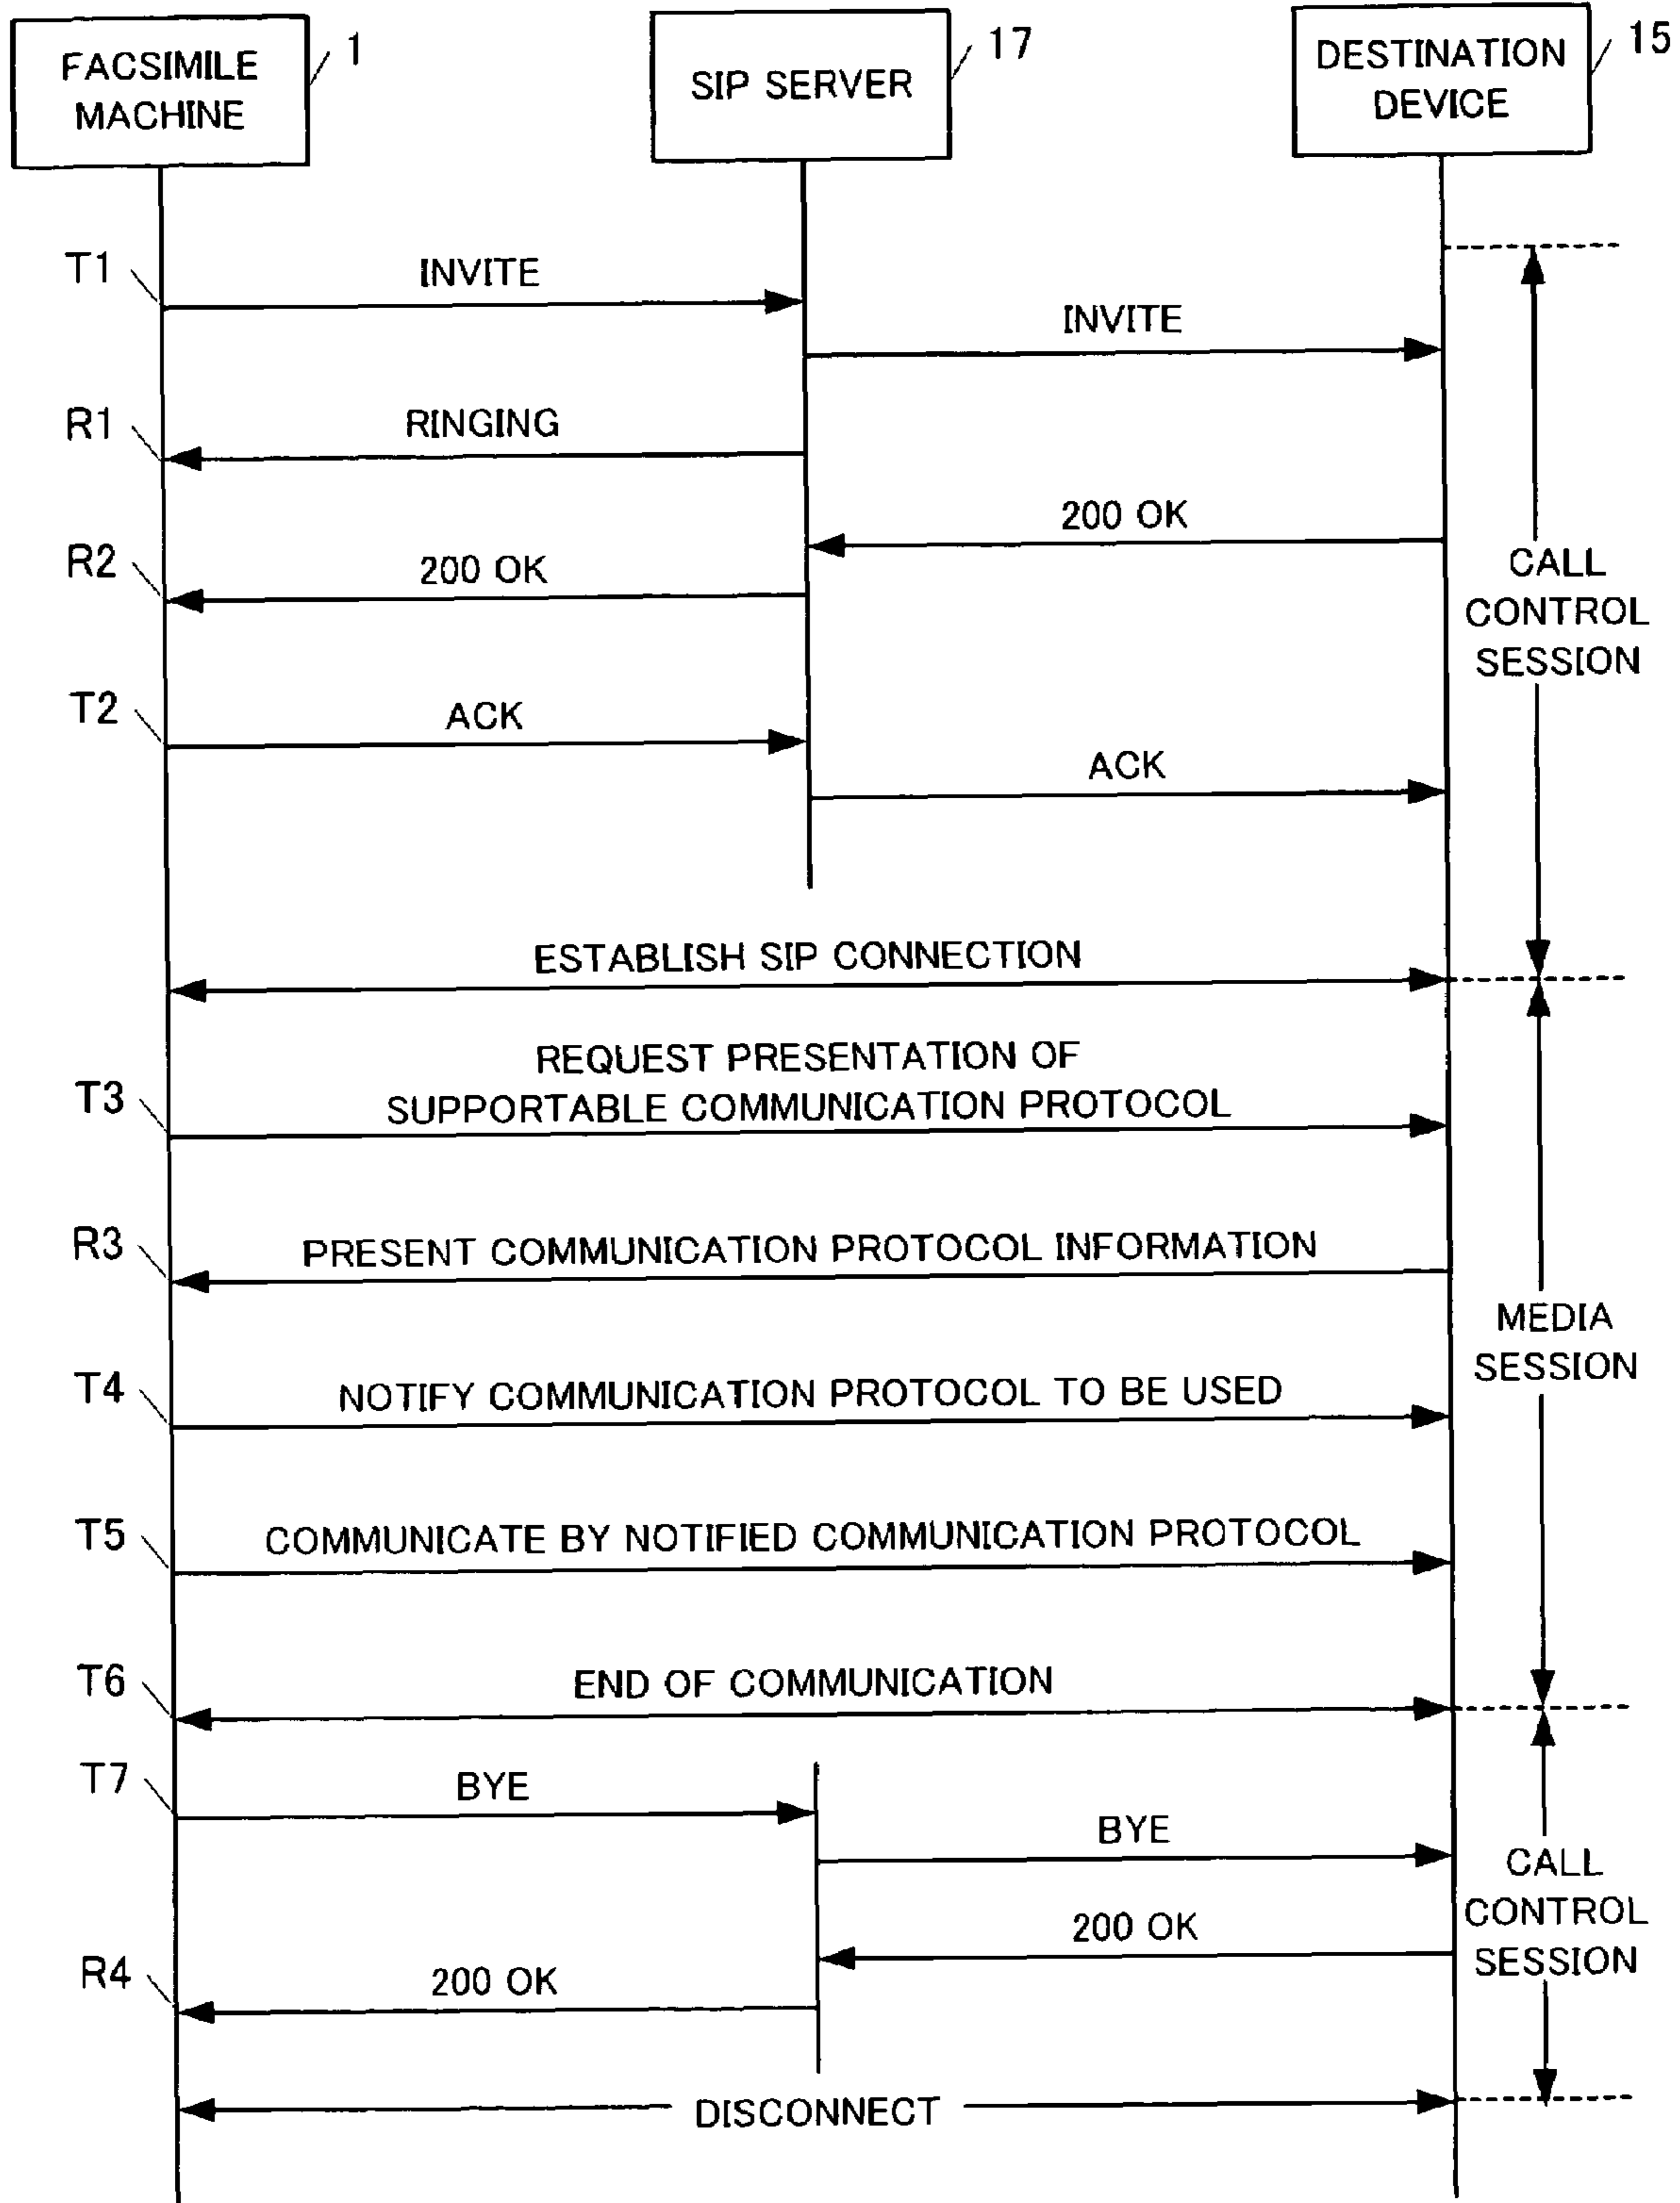 FACSIMILE
MACHINE
1
SIP SERVER
17
DESTINATION
DEVICE
15
T1
INVITE
INVITE
R1
RINGING
200 OK
R2
200 OK
CALL
CONTROL
SESSION
T2
ACK
ACK
ESTABLISH SIP CONNECTION
REQUEST PRESENTATION OF
T3
SUPPORTABLE COMMUNICATION PROTOCOL
R3
PRESENT COMMUNICATION PROTOCOL INFORMATION
MEDIA
SESSION
T4
NOTIFY COMMUNICATION PROTOCOL TO BE USED
T5
COMMUNICATE BY NOTIFIED COMMUNICATION PROTOCOL
T6
END OF COMMUNICATION
T7
BYE
BYE
CALL
CONTROL
SESSION
200 OK
R4
200 OK
DISCONNECT